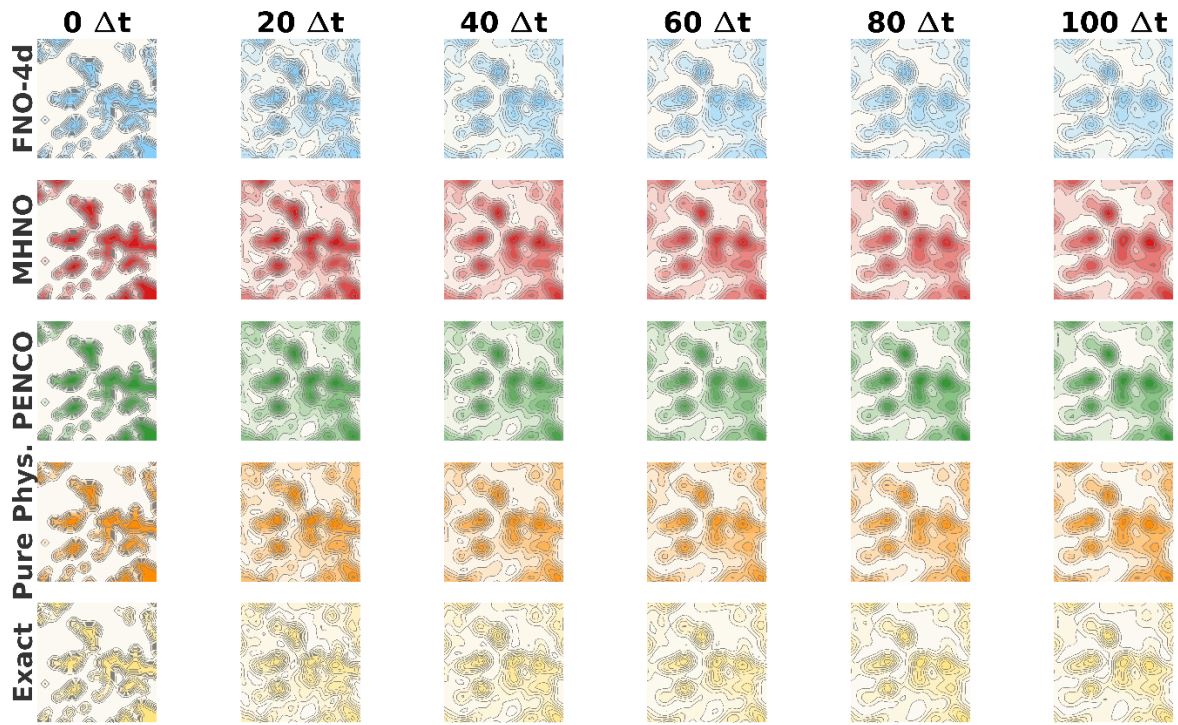 0 Δt 20 Δt 40 Δt 60 Δt 80 Δt 100 Δt
FNO-4d
MHNO
PENCO
Pure Phys.
Exact